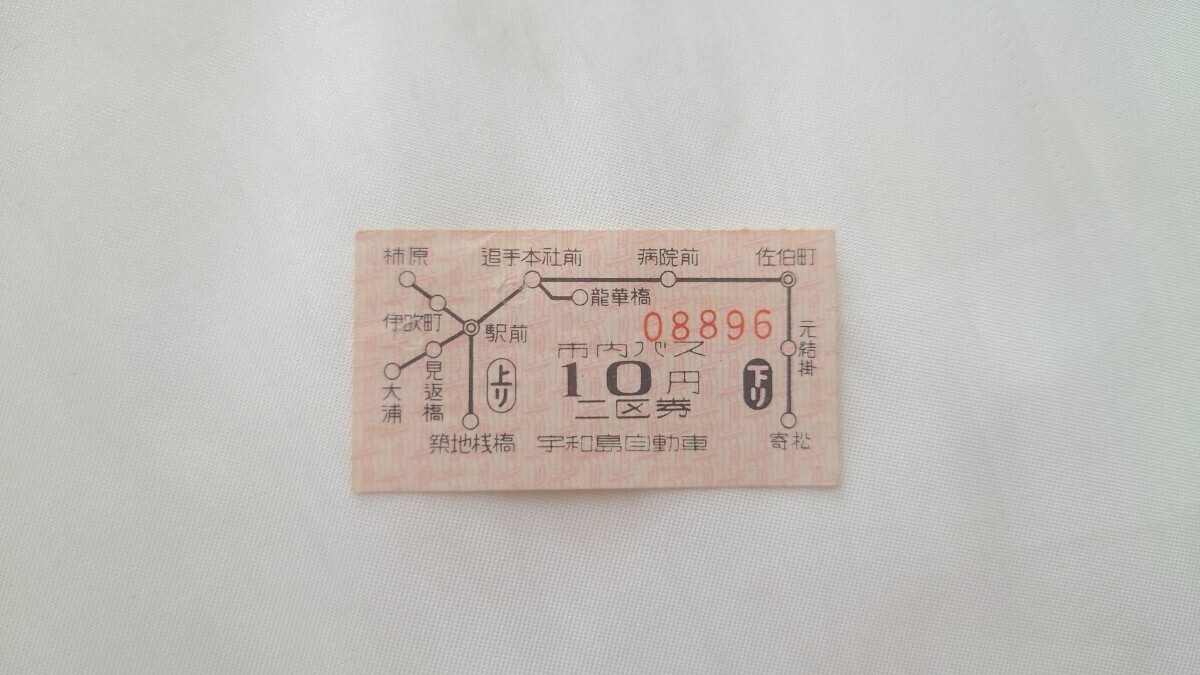 柿原
追手本社前
病院前
佐伯町
龍華橋
伊吹町
駅前
08896
市内バス
元結掛
大浦
見返橋
上り
10円
下り
二区券
築地桟橋
宇和島自動車
寄松